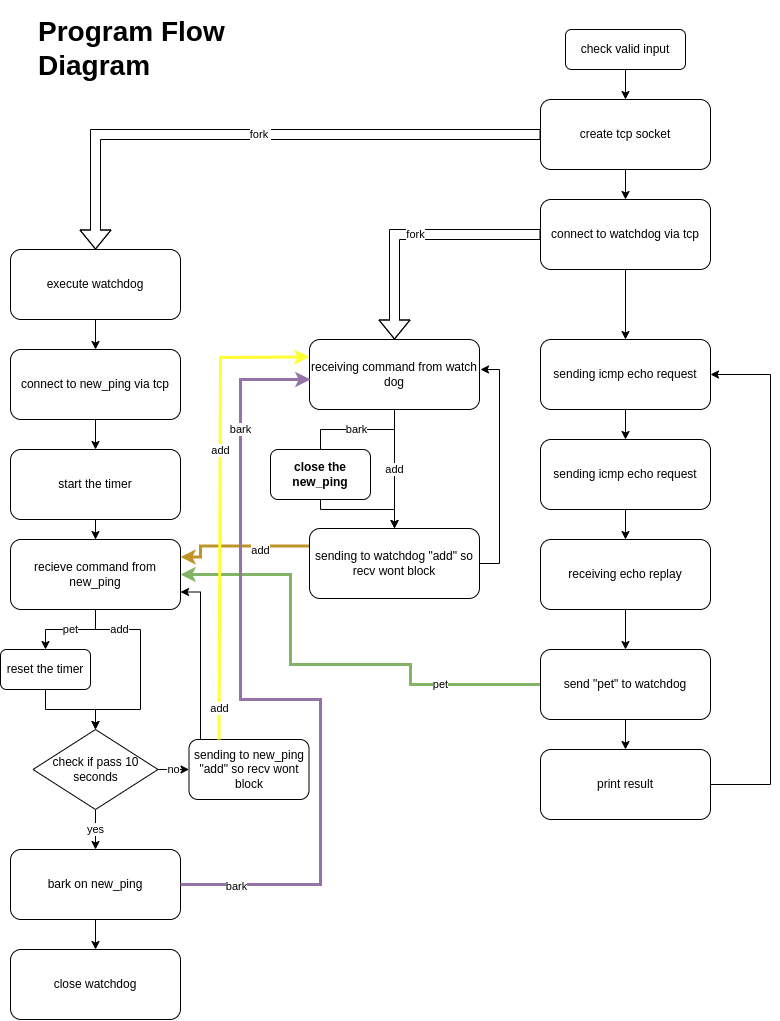 Program Flow
Diagram
check valid input
create tcp socket
fork
connect to watchdog via tcp
fork
execute watchdog
connect to new_ping via tcp
start the timer
recieve command from
new_ping
pet
add
reset the timer
check if pass 10
seconds
no
yes
bark on new_ping
close watchdog
sending to new_ping
"add" so recv wont
block
add
add
bark
bark
receiving command from watch
dog
bark
add
close the
new_ping
sending to watchdog "add" so
recv wont block
add
pet
sending icmp echo request
sending icmp echo request
receiving echo replay
send "pet" to watchdog
print result